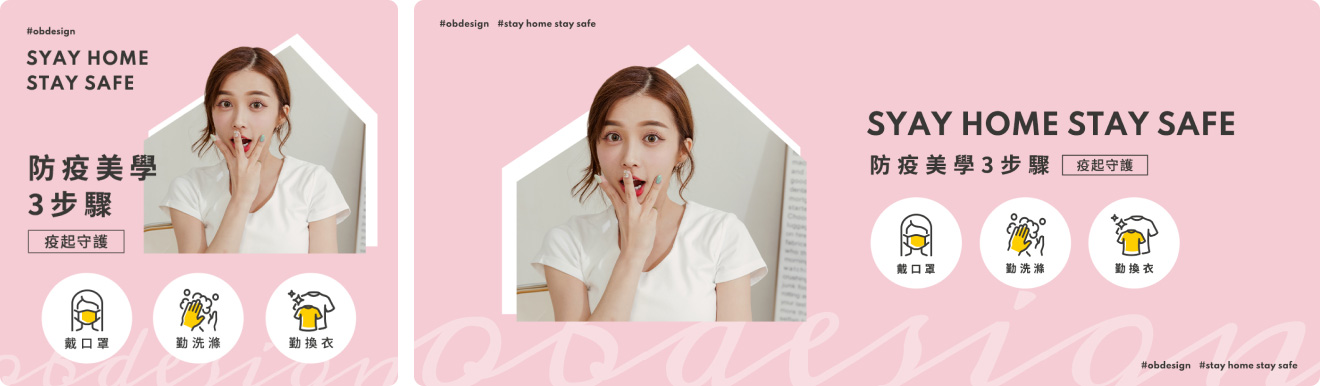 #obdesign
SYAY HOME
STAY SAFE
防疫美學
3步驟
疫起守護
戴口罩
勤洗滌
勤換衣
obdesign
#obdesign #stay home stay safe
SYAY HOME STAY SAFE
防疫美學3步驟 疫起守護
戴口罩
勤洗滌
勤換衣
obdesign
#obdesign #stay home stay safe